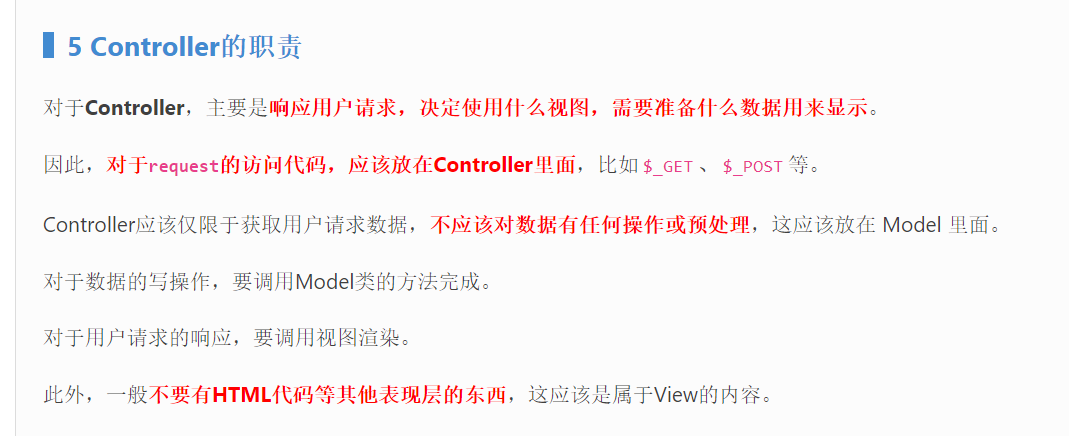 5 Controller的职责
对于Controller，主要是响应用户请求，决定使用什么视图，需要准备什么数据用来显示。
因此，对于request的访问代码，应该放在Controller里面，比如 $_GET 、 $_POST 等。
Controller应该仅限于获取用户请求数据，不应该对数据有任何操作或预处理，这应该放在 Model 里面。
对于数据的写操作，要调用Model类的方法完成。
对于用户请求的响应，要调用视图渲染。
此外，一般不要有HTML代码等其他表现层的东西，这应该是属于View的内容。